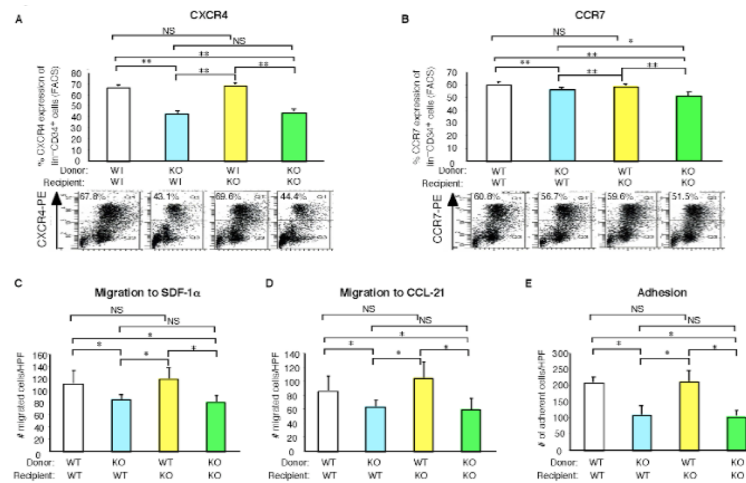 A CXCR4
NS
NS
**
** ** **
% CXCR4 expression of
lin⁻CD34⁺ cells (FACS)
80
70
60
50
40
30
20
10
0
Donor: WT KO WT KO
Recipient: WT WT KO KO
CXCR4-PE
67.8% 43.1% 69.6% 44.4%
B CCR7
NS
*
**
** ** **
% CCR7 expression of
lin⁻CD34⁺ cells (FACS)
70
60
50
40
30
20
10
0
Donor: WT KO WT KO
Recipient: WT WT KO KO
CCR7-PE
60.8% 56.7% 59.6% 51.5%
C Migration to SDF-1α
NS
NS
*
* * *
# migrated cells/HPF
160
140
120
100
80
60
40
20
0
Donor: WT KO WT KO
Recipient: WT WT KO KO
D Migration to CCL-21
NS
NS
*
* * *
# migrated cells/HPF
140
120
100
80
60
40
20
0
Donor: WT KO WT KO
Recipient: WT WT KO KO
E Adhesion
NS
NS
*
* * *
# of adherent cells/HPF
300
250
200
150
100
50
0
Donor: WT KO WT KO
Recipient: WT WT KO KO